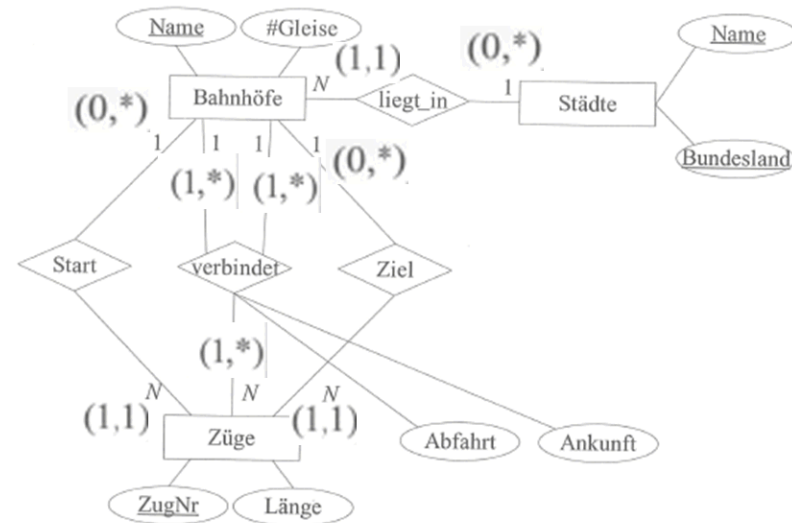 Name #Gleise
(1,1) (0,*) Name
N
Bahnhöfe liegt_in 1 Städte
(0,*)
1 1 1 1 (0,*)
Bundesland
(1,*) (1,*)
Start verbindet Ziel
(1,*)
N N N
(1,1) (1,1)
Züge Abfahrt Ankunft
ZugNr Länge